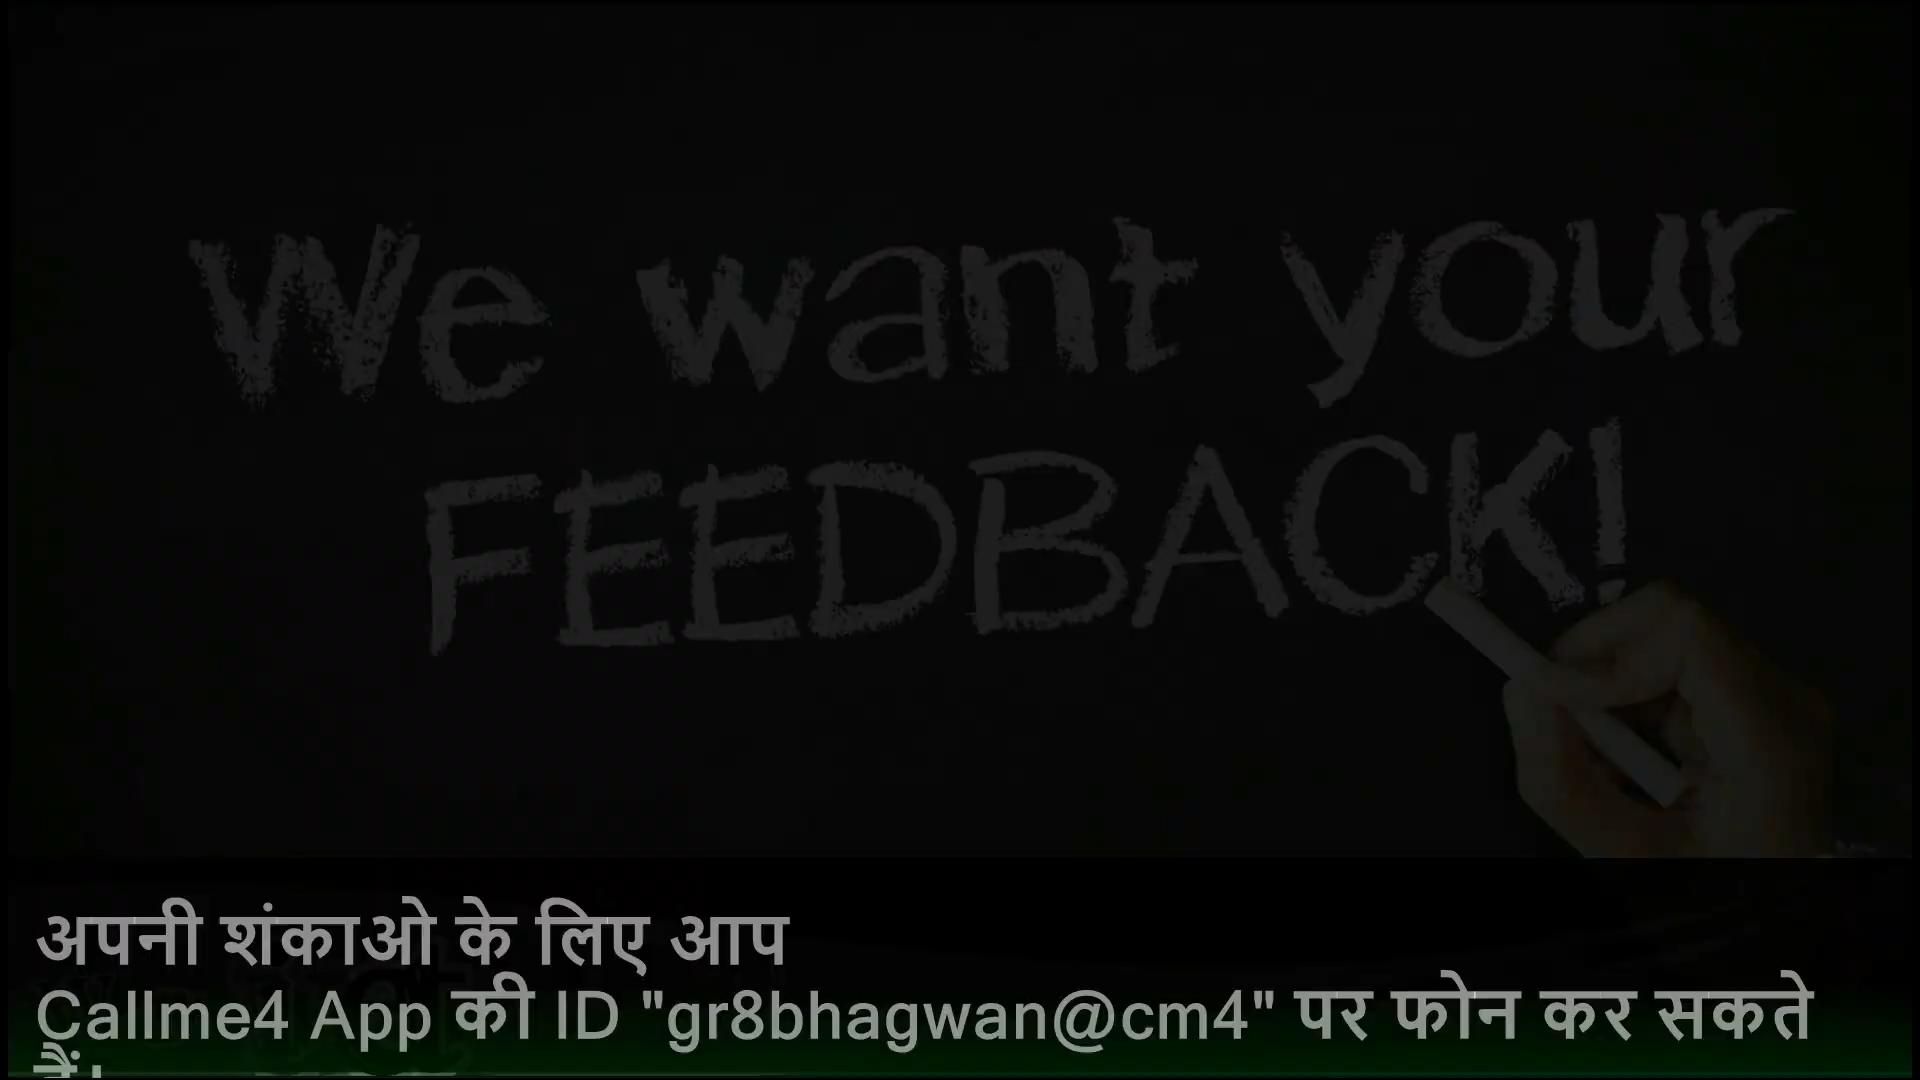 We want your
FEEDBACK!
अपनी शंकाओ के लिए आप
Callme4 App की ID "gr8bhagwan@cm4" पर फोन कर सकते
हैं